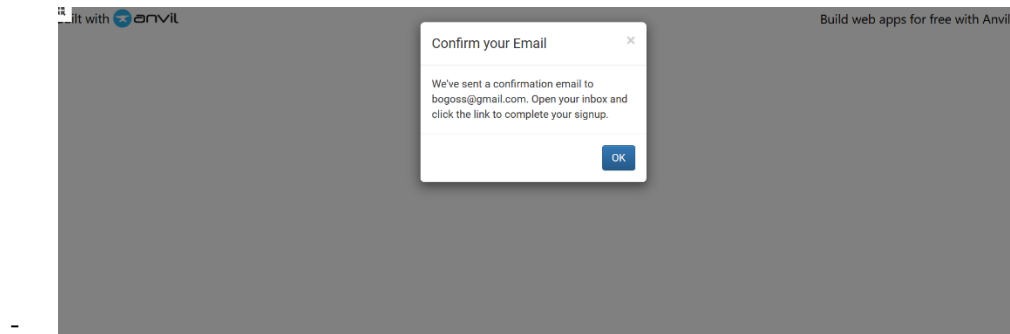 ilt with anvil
Build web apps for free with Anvil
Confirm your Email ×
We've sent a confirmation email to
bogoss@gmail.com. Open your inbox and
click the link to complete your signup.
OK
-